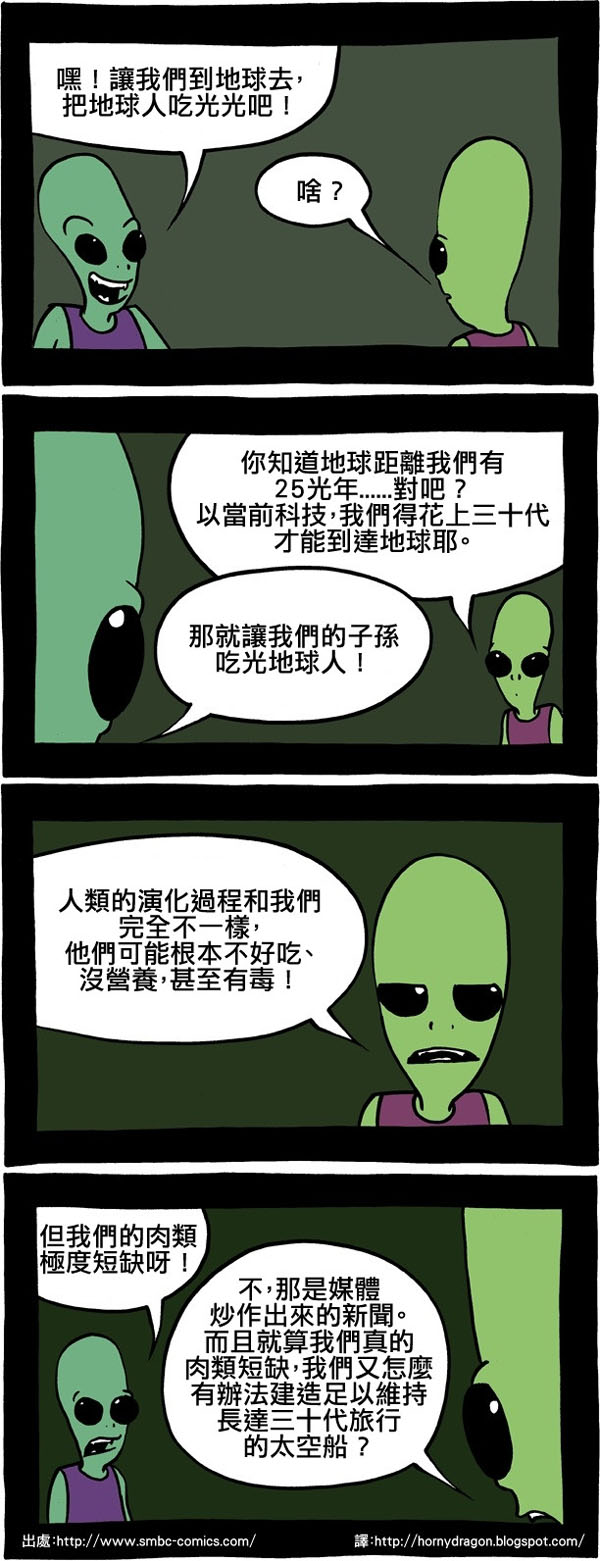 嘿！讓我們到地球去，
把地球人吃光光吧！
啥？
你知道地球距離我們有
25光年……對吧？
以當前科技，我們得花上三十代
才能到達地球耶。
那就讓我們的子孫
吃光地球人！
人類的演化過程和我們
完全不一樣，
他們可能根本不好吃、
沒營養，甚至有毒！
但我們的肉類
極度短缺呀！
不，那是媒體
炒作出來的新聞。
而且就算我們真的
肉類短缺，我們又怎麼
有辦法建造足以維持
長達三十代旅行
的太空船？
出處：http://www.smbc-comics.com/
譯：http://hornydragon.blogspot.com/